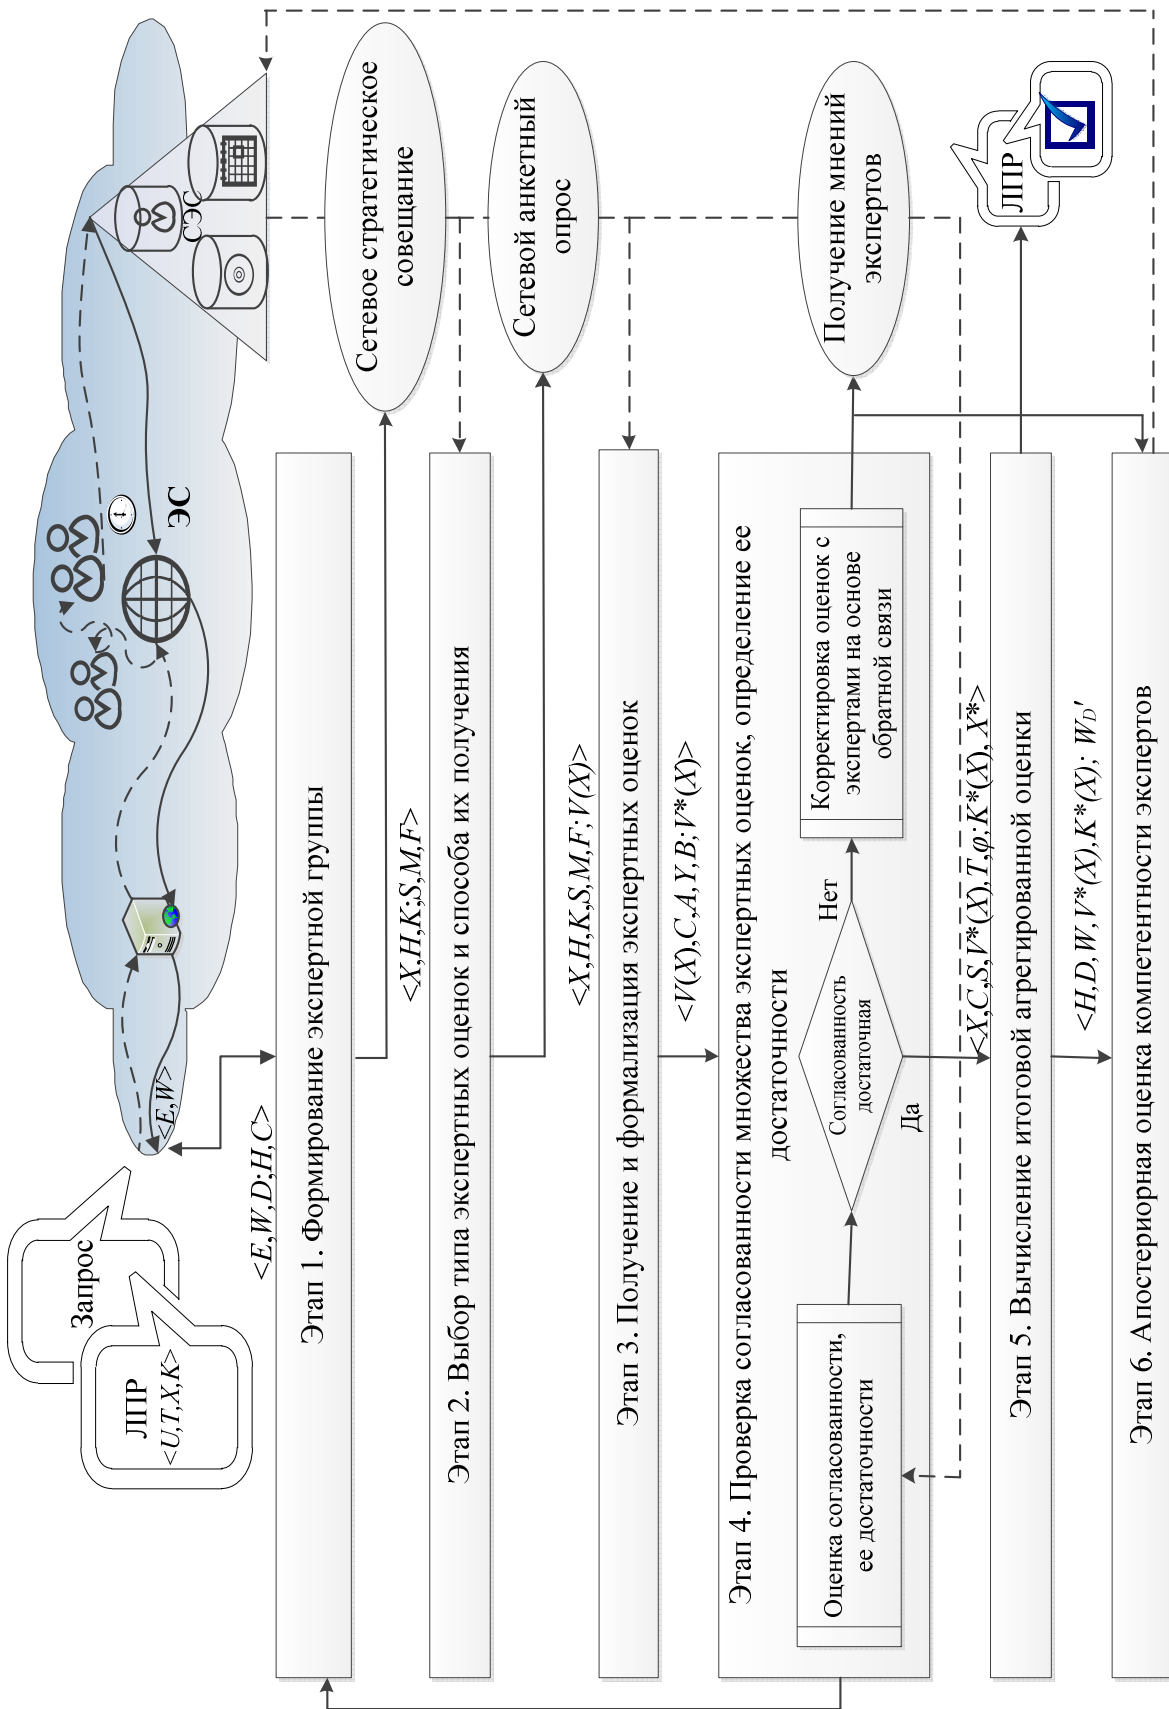 Запрос
ЛПР
<U,T,X,K>
<E,W>
ЭС
СЭС
<E,W,D;H,C>
Этап 1. Формирование экспертной группы
<X,H,K;S,M,F>
Сетевое стратегическое
совещание
Этап 2. Выбор типа экспертных оценок и способа их получения
<X,H,K,S,M,F;V(X)>
Сетевой анкетный
опрос
Этап 3. Получение и формализация экспертных оценок
<V(X),C,A,Y,B;V*(X)>
Этап 4. Проверка согласованности множества экспертных оценок, определение ее
достаточности
Оценка согласованности,
ее достаточности
Согласованность
достаточная
Нет
Да
Корректировка оценок с
экспертами на основе
обратной связи
Получение мнений
экспертов
<X,C,S,V*(X),T,φ;K*(X),X*>
Этап 5. Вычисление итоговой агрегированной оценки
ЛПР
<H,D,W,V*(X),K*(X); W_D'
Этап 6. Апостериорная оценка компетентности экспертов